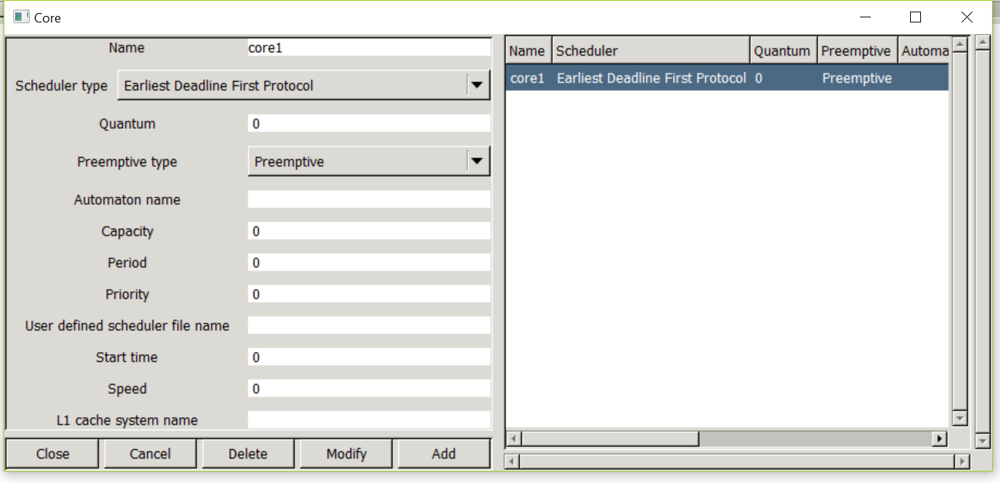 Core
Name core1
Scheduler type Earliest Deadline First Protocol
Quantum 0
Preemptive type Preemptive
Automaton name
Capacity 0
Period 0
Priority 0
User defined scheduler file name
Start time 0
Speed 0
L1 cache system name
Close Cancel Delete Modify Add
Name Scheduler Quantum Preemptive Automa
core1 Earliest Deadline First Protocol 0 Preemptive